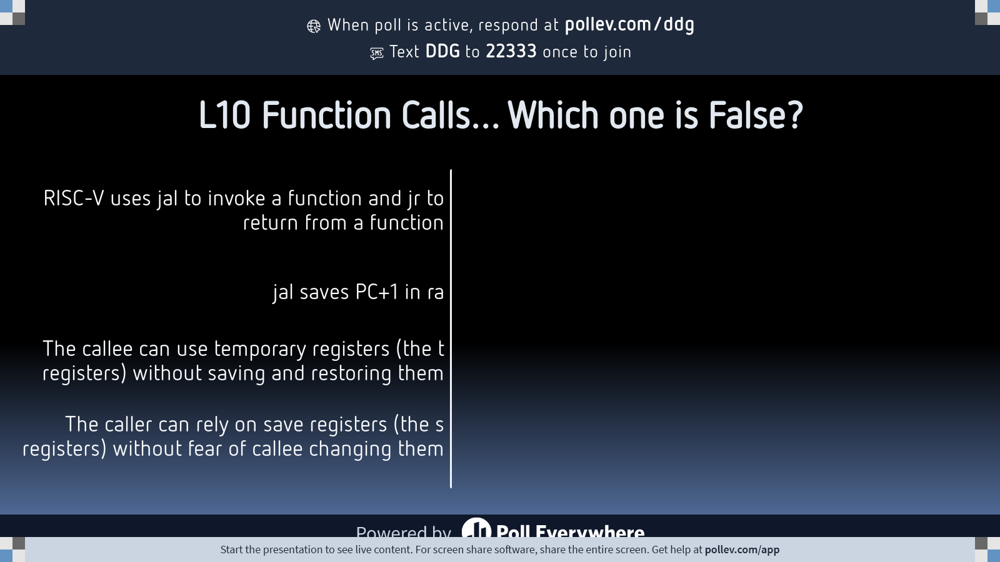 When poll is active, respond at pollev.com/ddg
SMS Text DDG to 22333 once to join
L10 Function Calls... Which one is False?
RISC-V uses jal to invoke a function and jr to
return from a function
jal saves PC+1 in ra
The callee can use temporary registers (the t
registers) without saving and restoring them
The caller can rely on save registers (the s
registers) without fear of callee changing them
Powered by Poll Everywhere
Start the presentation to see live content. For screen share software, share the entire screen. Get help at pollev.com/app